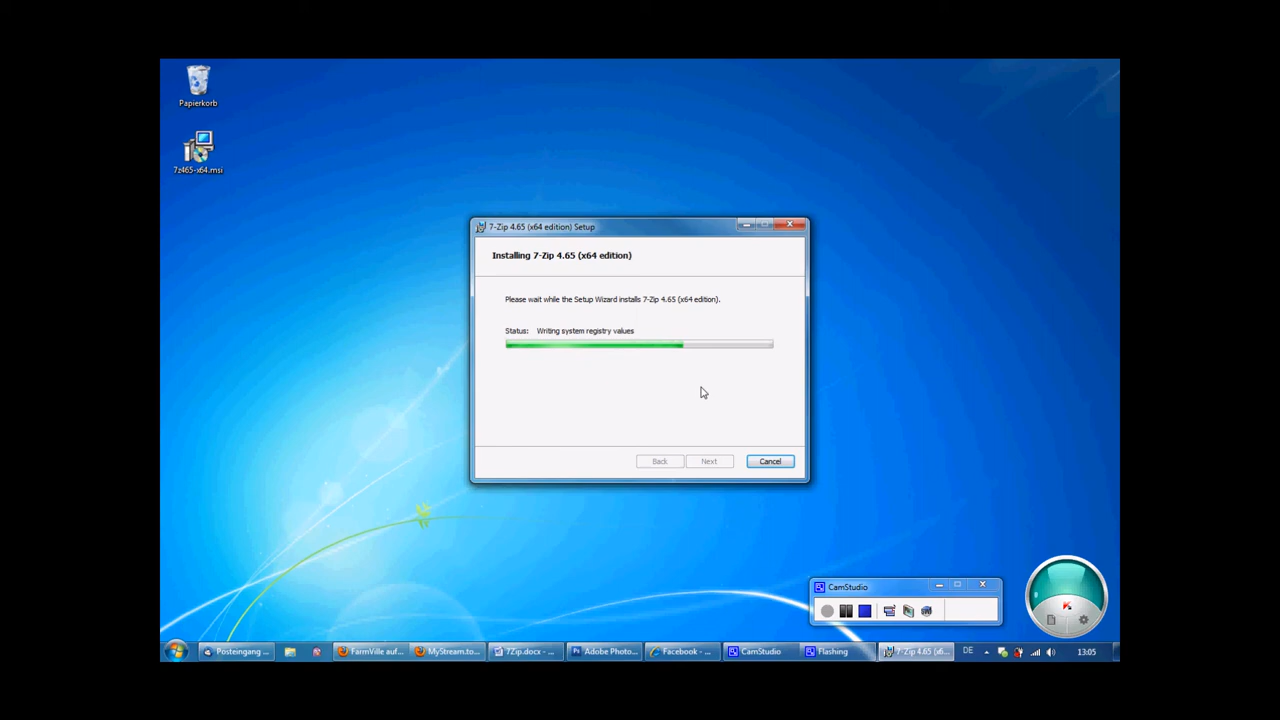 Papierkorb
7z465-x64.msi
7-Zip 4.65 (x64 edition) Setup
Installing 7-Zip 4.65 (x64 edition)
Please wait while the Setup Wizard installs 7-Zip 4.65 (x64 edition).
Status: Writing system registry values
Back Next Cancel
CamStudio
Posteingang ... FarmVille auf... MyStream.to... 7Zip.docx - ... Adobe Photo... Facebook - ... CamStudio Flashing 7-Zip 4.65 (x6... DE 13:05